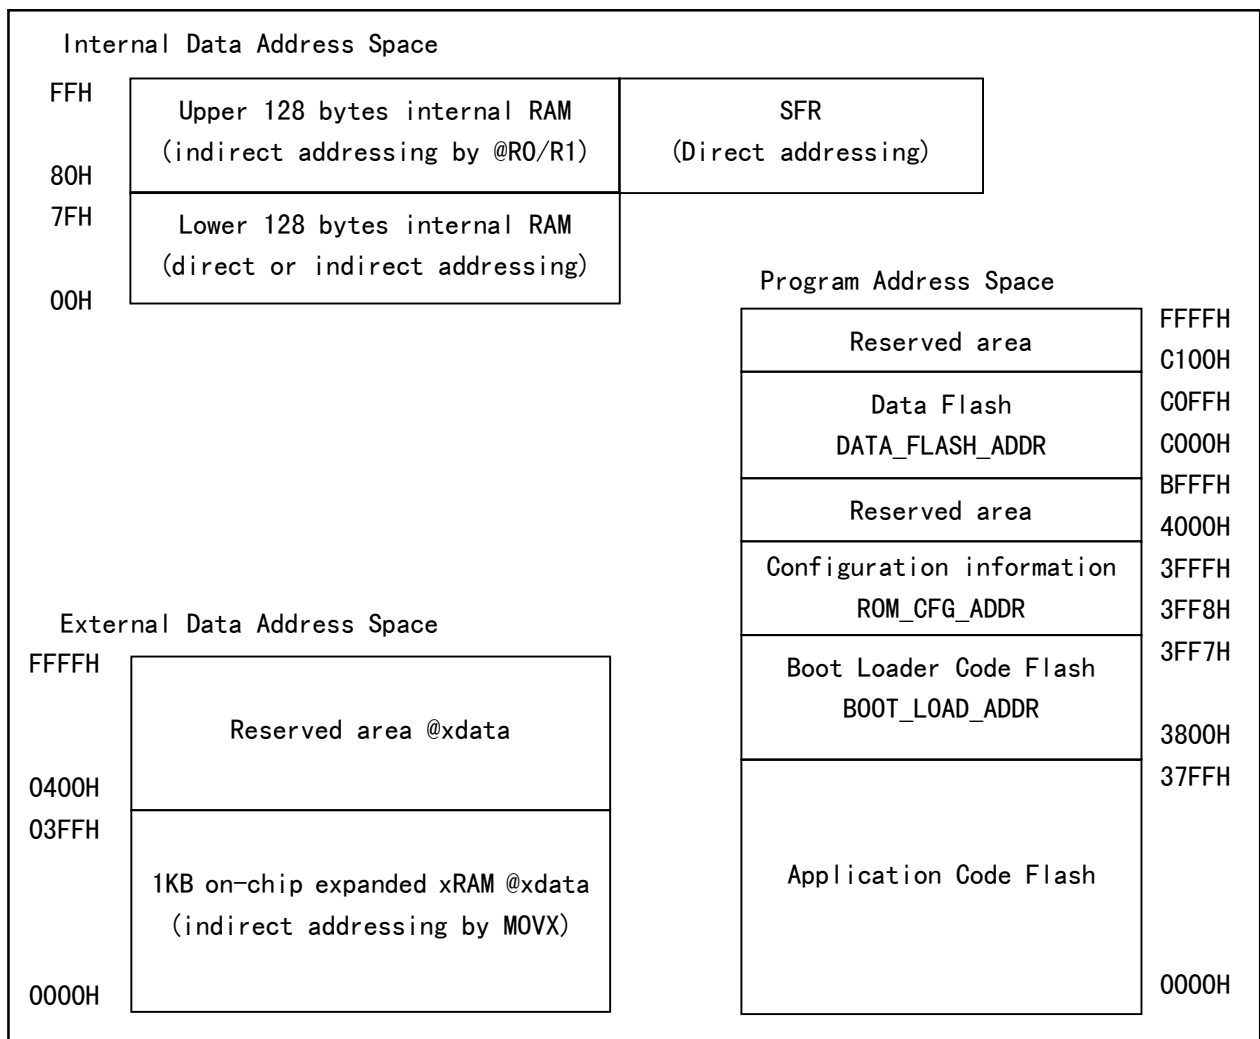 Internal Data Address Space
FFH
Upper 128 bytes internal RAM
(indirect addressing by @R0/R1)
80H
SFR
(Direct addressing)
7FH
Lower 128 bytes internal RAM
(direct or indirect addressing)
00H
Program Address Space
FFFFH
Reserved area
C100H
C0FFH
Data Flash
DATA_FLASH_ADDR
C000H
BFFFH
Reserved area
4000H
3FFFH
Configuration information
ROM_CFG_ADDR
3FF8H
3FF7H
Boot Loader Code Flash
BOOT_LOAD_ADDR
3800H
37FFH
Application Code Flash
0000H
External Data Address Space
FFFFH
Reserved area @xdata
0400H
03FFH
1KB on-chip expanded xRAM @xdata
(indirect addressing by MOVX)
0000H